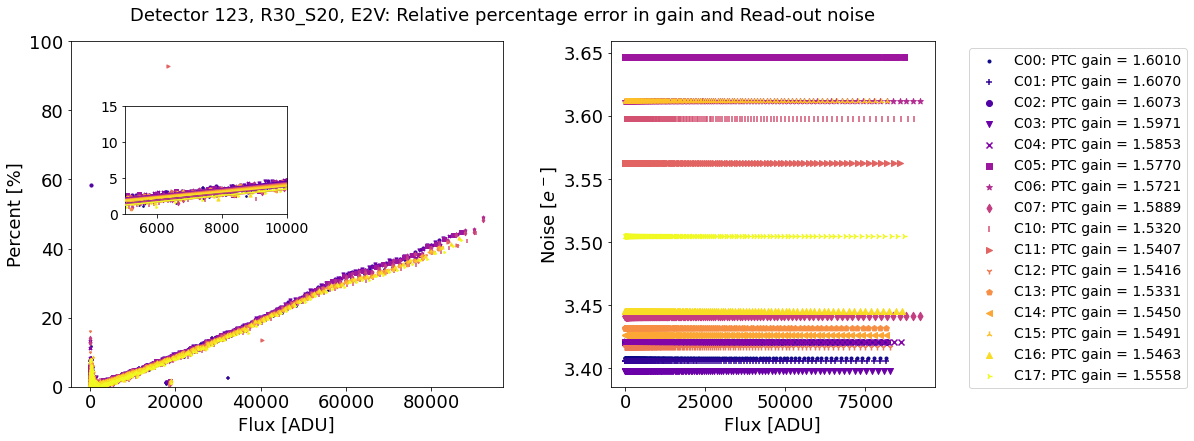 Detector 123, R30_S20, E2V: Relative percentage error in gain and Read-out noise
Percent [%]
100
80
60
40
20
0
0
20000
40000
60000
80000
Flux [ADU]
15
10
5
0
6000
8000
10000
Noise [e⁻]
3.65
3.60
3.55
3.50
3.45
3.40
0
25000
50000
75000
Flux [ADU]
C00: PTC gain = 1.6010
C01: PTC gain = 1.6070
C02: PTC gain = 1.6073
C03: PTC gain = 1.5971
C04: PTC gain = 1.5853
C05: PTC gain = 1.5770
C06: PTC gain = 1.5721
C07: PTC gain = 1.5889
C10: PTC gain = 1.5320
C11: PTC gain = 1.5407
C12: PTC gain = 1.5416
C13: PTC gain = 1.5331
C14: PTC gain = 1.5450
C15: PTC gain = 1.5491
C16: PTC gain = 1.5463
C17: PTC gain = 1.5558